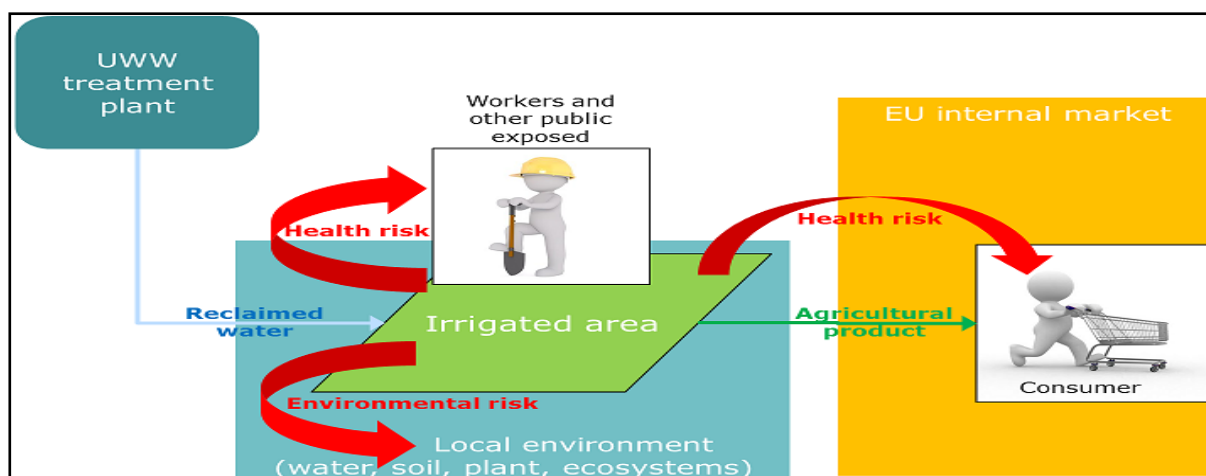 UWW
treatment
plant
Workers and
other public
exposed
EU internal market
Health risk
Health risk
Reclaimed
water
Irrigated area
Agricultural
product
Consumer
Environmental risk
Local environment
(water, soil, plant, ecosystems)